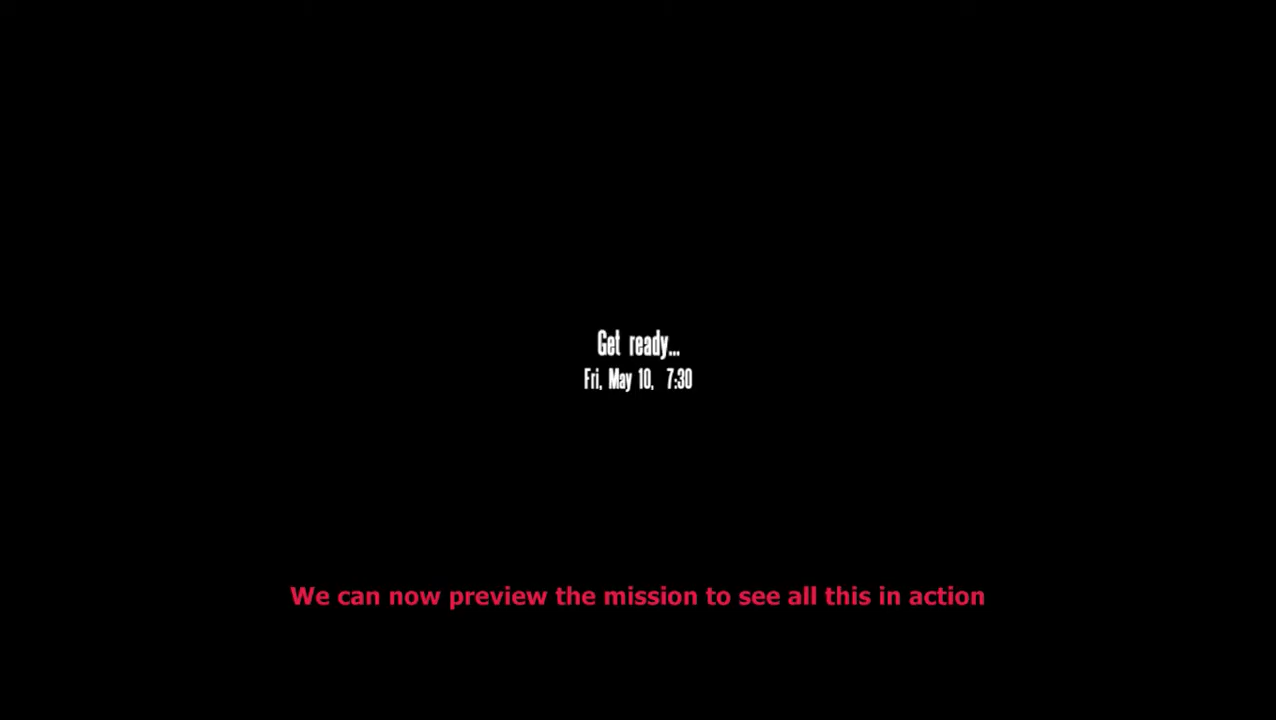 Get ready...
Fri, May 10, 7:30
We can now preview the mission to see all this in action